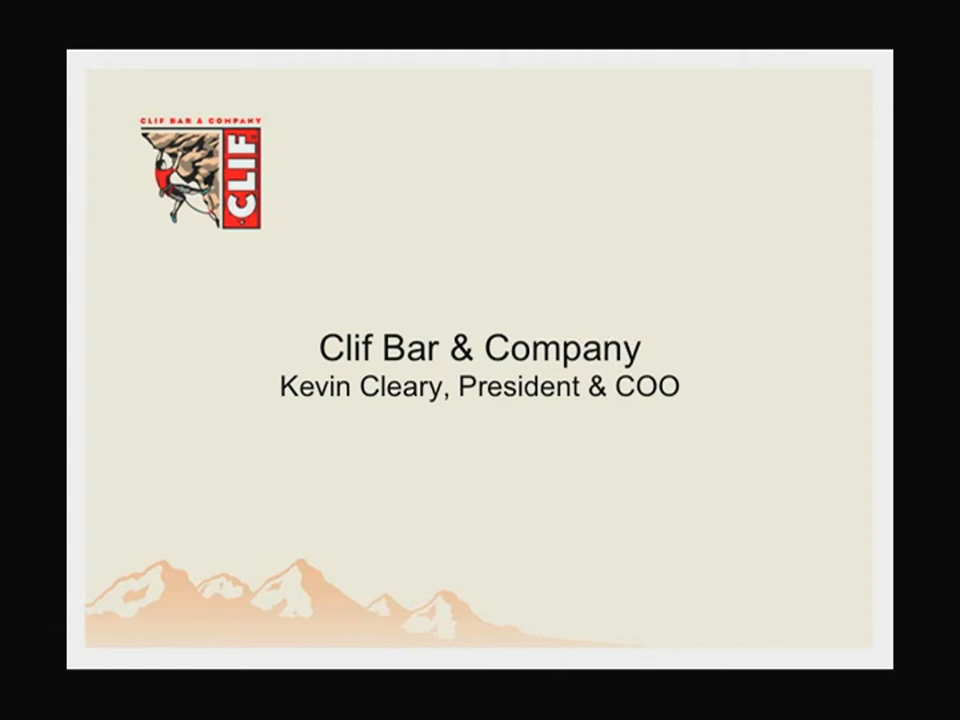 CLIF BAR & COMPANY
CLIF
Clif Bar & Company
Kevin Cleary, President & COO